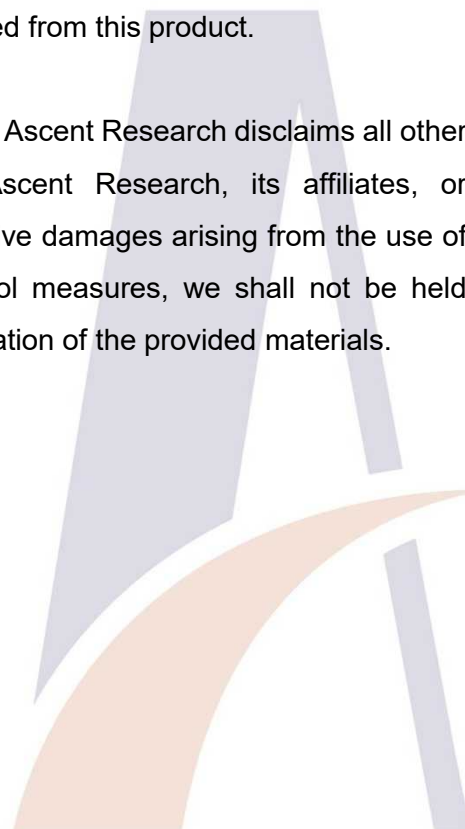 ed from this product.
Ascent Research disclaims all other
Ascent Research, its affiliates, or
ve damages arising from the use of
ol measures, we shall not be held
ation of the provided materials.